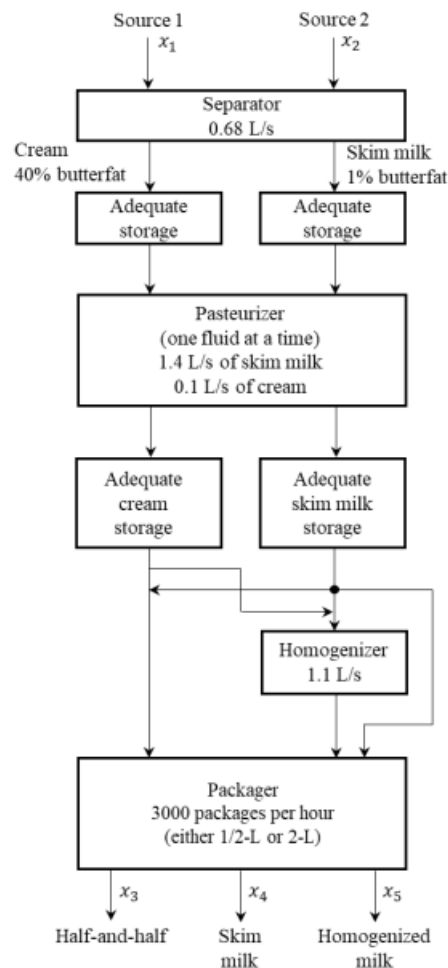 Source 1
Source 2
x₁
x₂
Separator
0.68 L/s
Cream
40% butterfat
Skim milk
1% butterfat
Adequate
storage
Adequate
storage
Pasteurizer
(one fluid at a time)
1.4 L/s of skim milk
0.1 L/s of cream
Adequate
cream
storage
Adequate
skim milk
storage
Homogenizer
1.1 L/s
Packager
3000 packages per hour
(either 1/2-L or 2-L)
x₃
x₄
x₅
Half-and-half
Skim
milk
Homogenized
milk